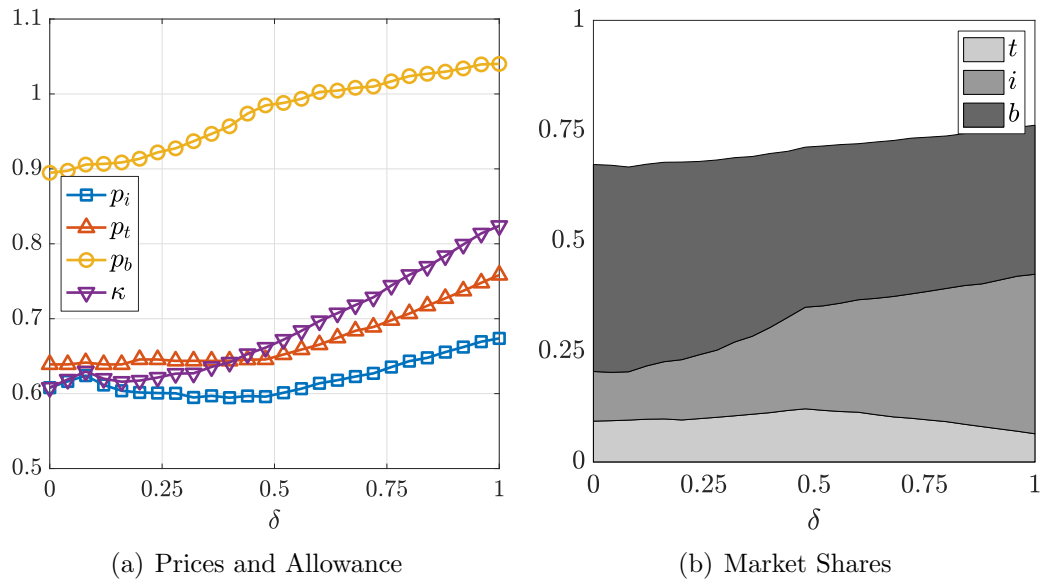 1.1
1
0.9
0.8
0.7
0.6
0.5
p_i
p_t
p_b
κ
0
0.25
0.5
0.75
1
δ
(a) Prices and Allowance
1
0.75
0.5
0.25
0
t
i
b
0
0.25
0.5
0.75
1
δ
(b) Market Shares